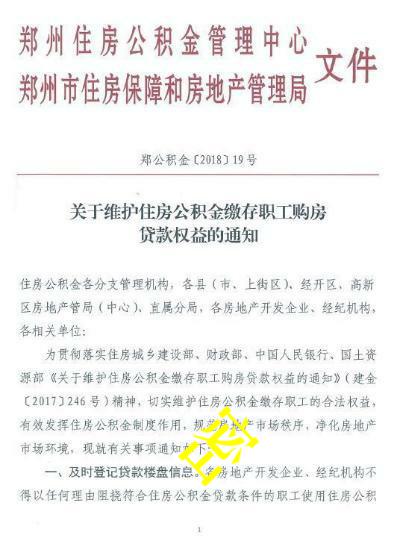 郑州住房公积金管理中心
郑州市住房保障和房地产管理局
文件
郑公积金〔2018〕19号
关于维护住房公积金缴存职工购房
贷款权益的通知
住房公积金各分支管理机构，各县（市、上街区）、经开区、高新
区房地产管局（中心）、直属分局，各房地产开发企业、经纪机构，
各相关单位：
为贯彻落实住房城乡建设部、财政部、中国人民银行、国土资
源部《关于维护住房公积金缴存职工购房贷款权益的通知》（建金
〔2017〕246号）精神，切实维护住房公积金缴存职工的合法权益，
有效发挥住房公积金制度作用，规范房地产市场秩序，净化房地产
市场环境，现就有关事项通知如下：
一、及时登记贷款楼盘信息。各房地产开发企业、经纪机构不
得以任何理由阻挠符合住房公积金贷款条件的职工使用住房公积
1